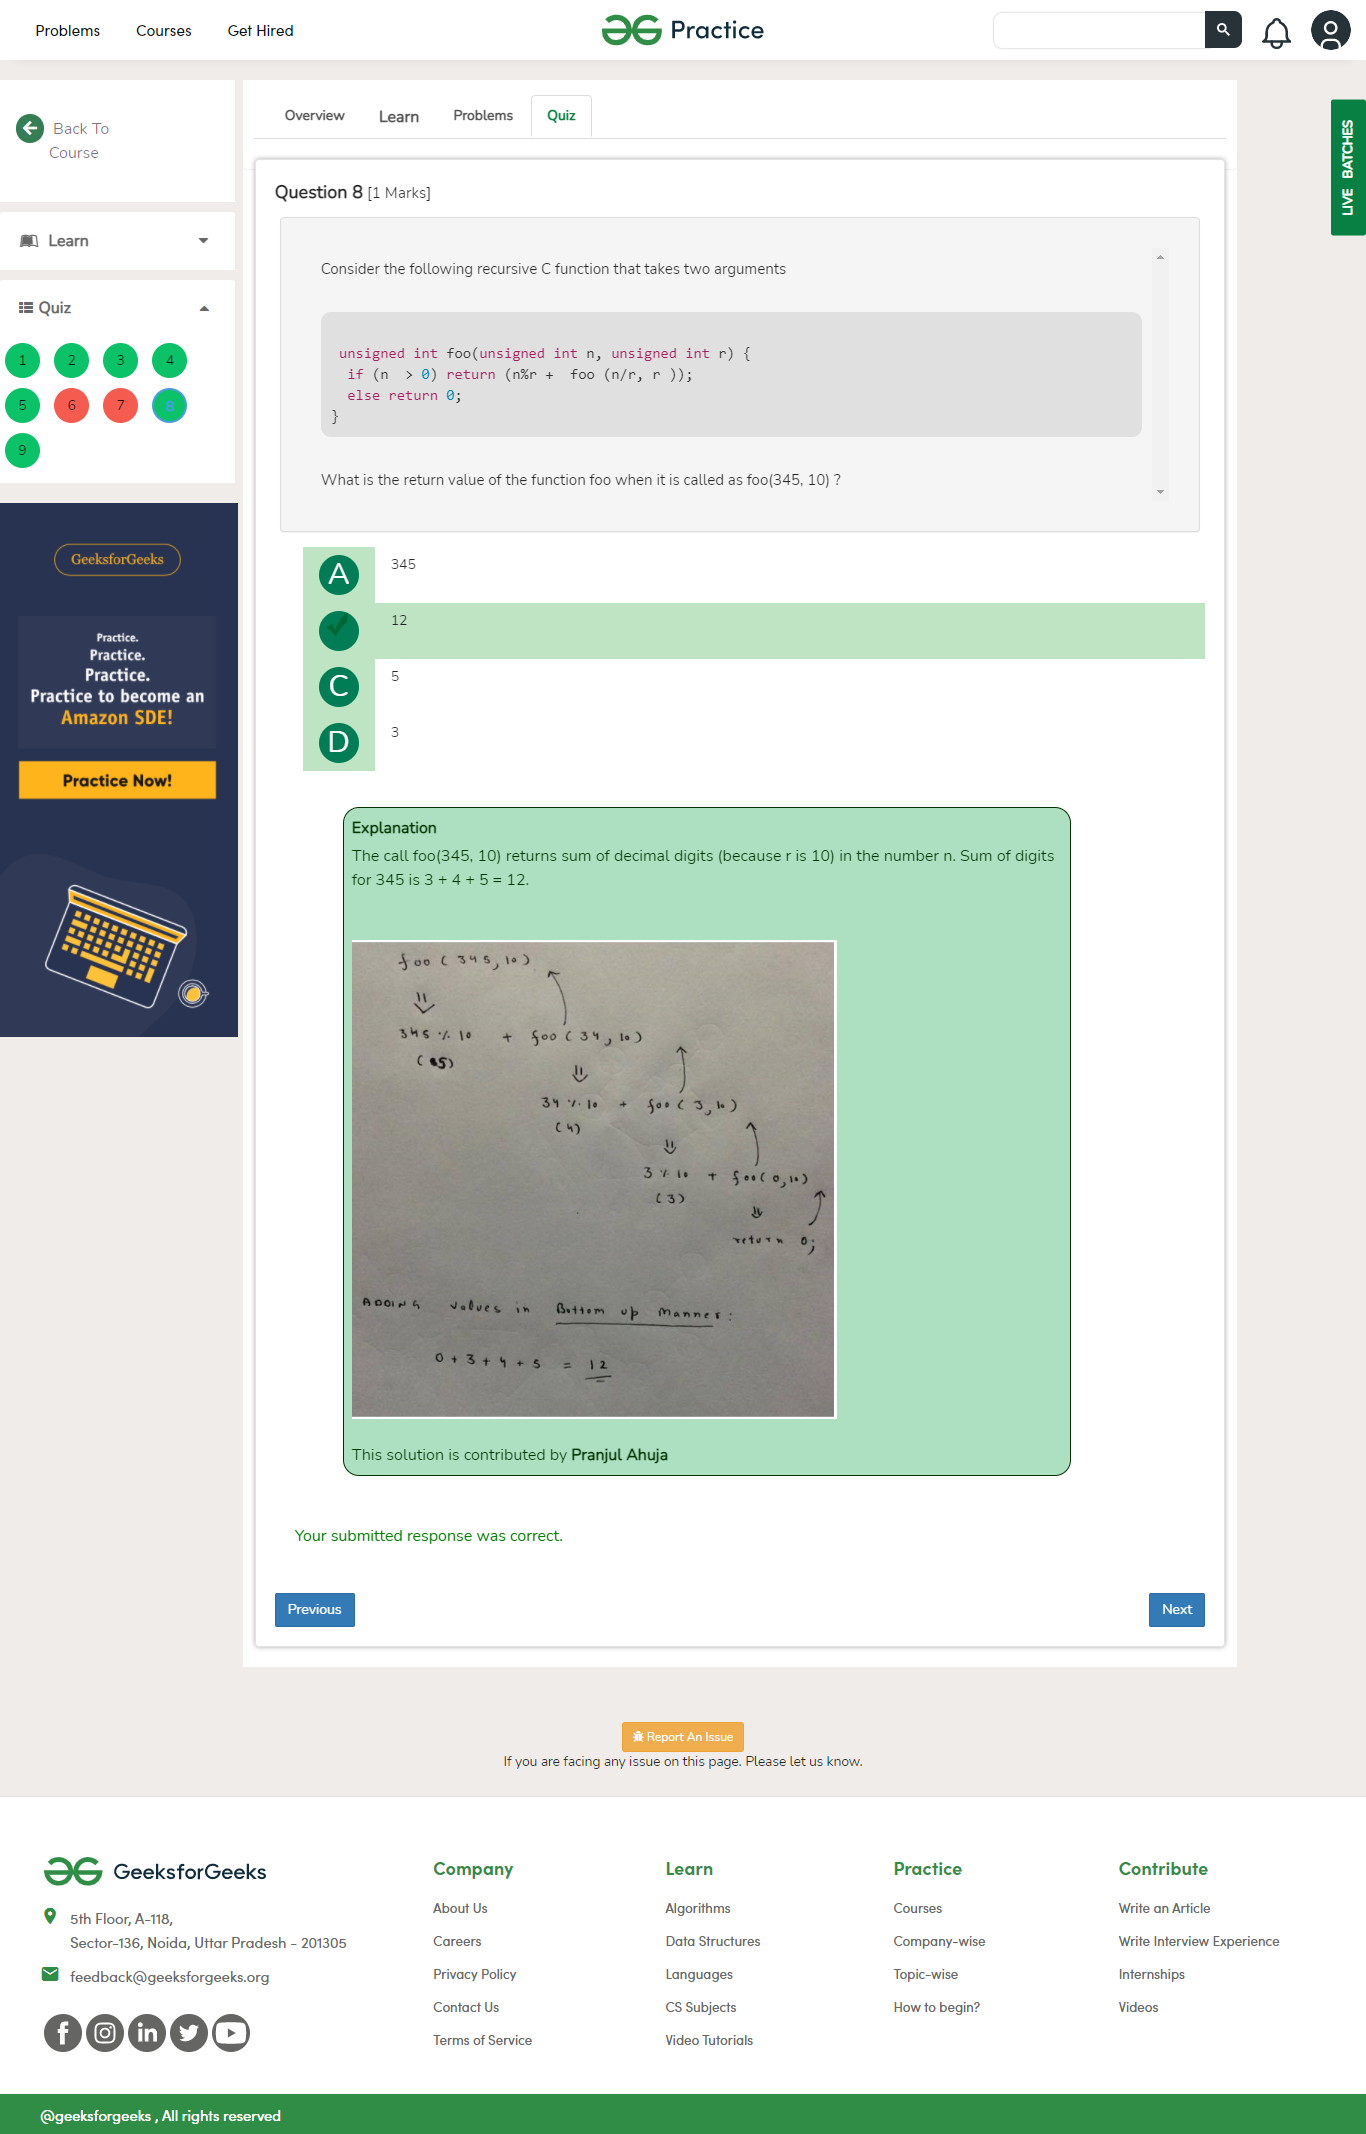 Problems Courses Get Hired
Practice
Back To
Course
Learn
Quiz
1 2 3 4
5 6 7 8
9
GeeksforGeeks
Practice.
Practice.
Practice.
Practice to become an
Amazon SDE!
Practice Now!
Overview Learn Problems Quiz
LIVE BATCHES
Question 8 [1 Marks]
Consider the following recursive C function that takes two arguments
unsigned int foo(unsigned int n, unsigned int r) {
if (n  > 0) return (n%r +  foo (n/r, r ));
else return 0;
}
What is the return value of the function foo when it is called as foo(345, 10) ?
A 345
12
C 5
D 3
Explanation
The call foo(345, 10) returns sum of decimal digits (because r is 10) in the number n. Sum of digits
for 345 is 3 + 4 + 5 = 12.
foo ( 345, 10 )
345 % 10 + foo ( 34, 10 )
(5)
34 % 10 + foo ( 3, 10 )
(4)
3 % 10 + foo( 0, 10 )
(3)
return 0;
ADDING values in Bottom up manner:
0 + 3 + 4 + 5 = 12
This solution is contributed by Pranjul Ahuja
Your submitted response was correct.
Previous Next
Report An Issue
If you are facing any issue on this page. Please let us know.
GeeksforGeeks
5th Floor, A-118,
Sector-136, Noida, Uttar Pradesh - 201305
feedback@geeksforgeeks.org
Company
About Us
Careers
Privacy Policy
Contact Us
Terms of Service
Learn
Algorithms
Data Structures
Languages
CS Subjects
Video Tutorials
Practice
Courses
Company-wise
Topic-wise
How to begin?
Contribute
Write an Article
Write Interview Experience
Internships
Videos
@geeksforgeeks , All rights reserved